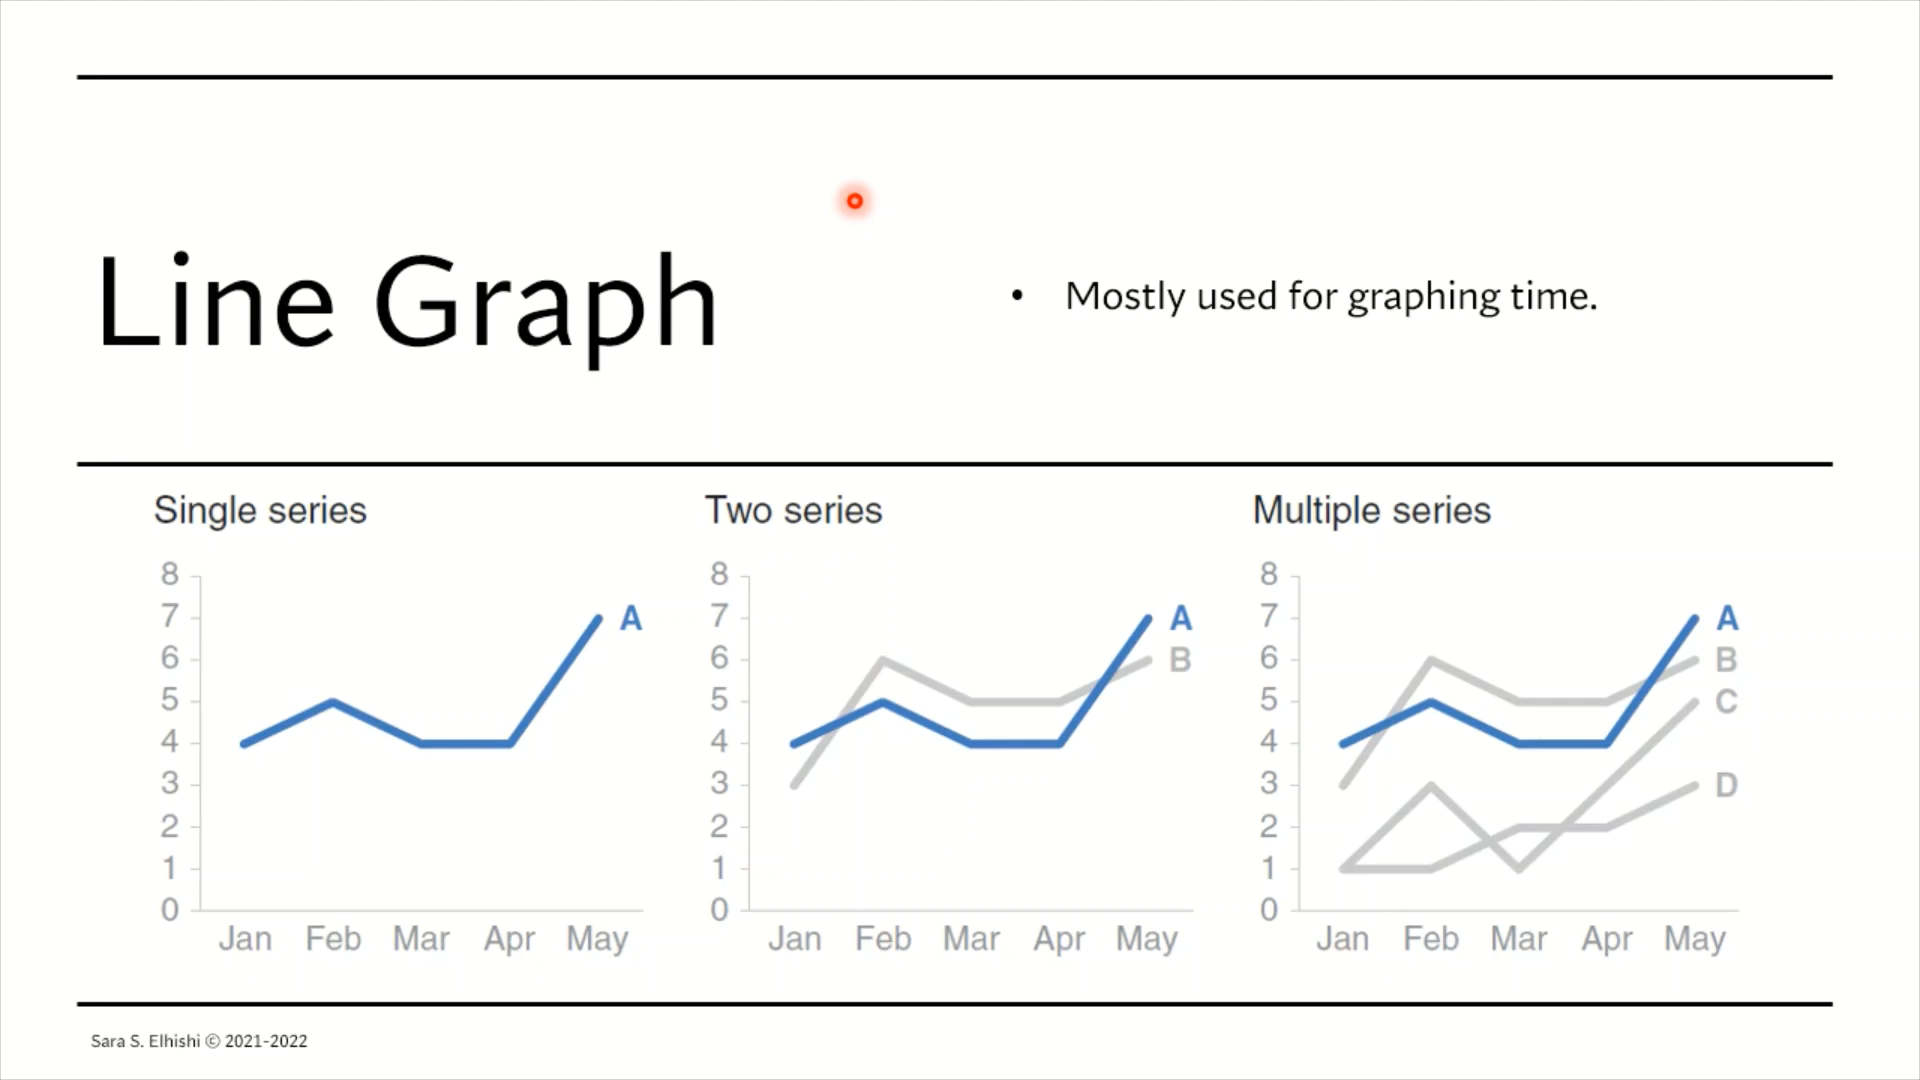 Line Graph
• Mostly used for graphing time.
Single series
8
7
6
5
4
3
2
1
0
A
Jan Feb Mar Apr May
Two series
8
7
6
5
4
3
2
1
0
A
B
Jan Feb Mar Apr May
Multiple series
8
7
6
5
4
3
2
1
0
A
B
C
D
Jan Feb Mar Apr May
Sara S. Elhishi © 2021-2022